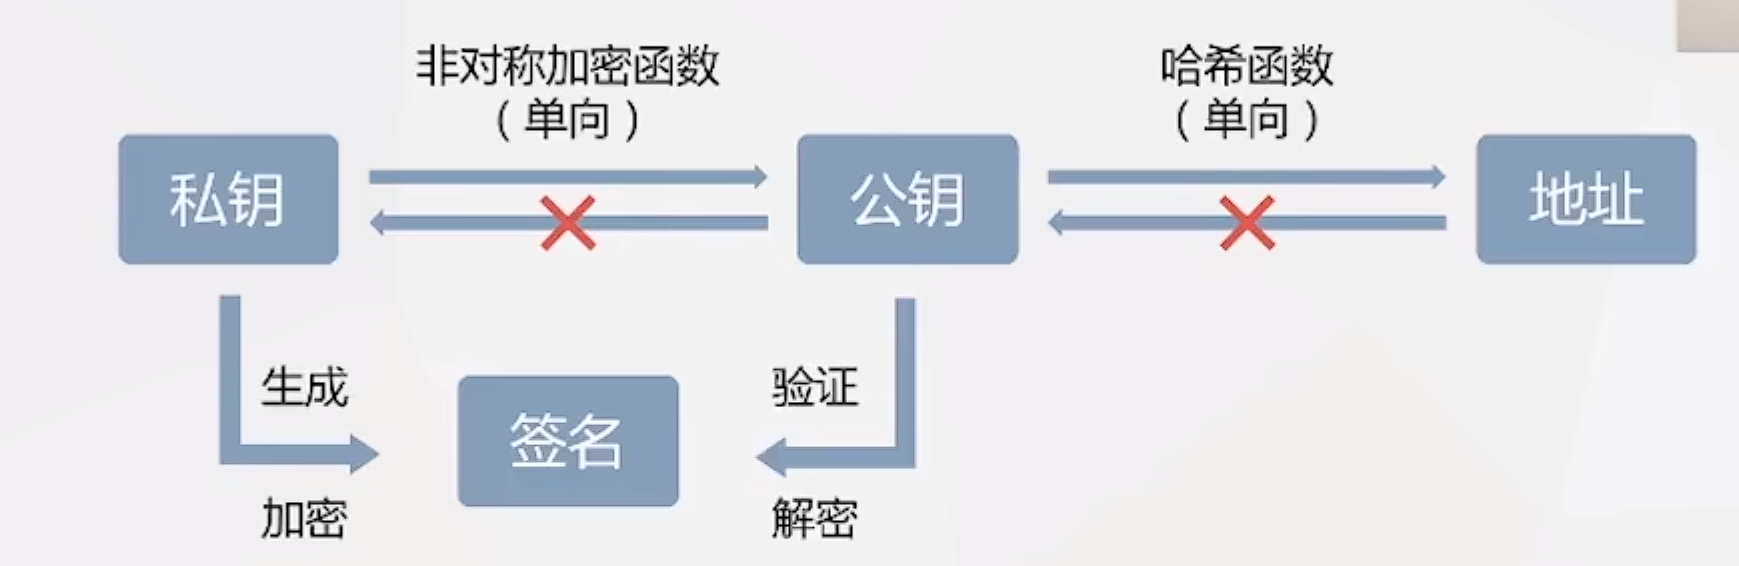 非对称加密函数
（单向）
哈希函数
（单向）
私钥
公钥
地址
生成
加密
签名
验证
解密